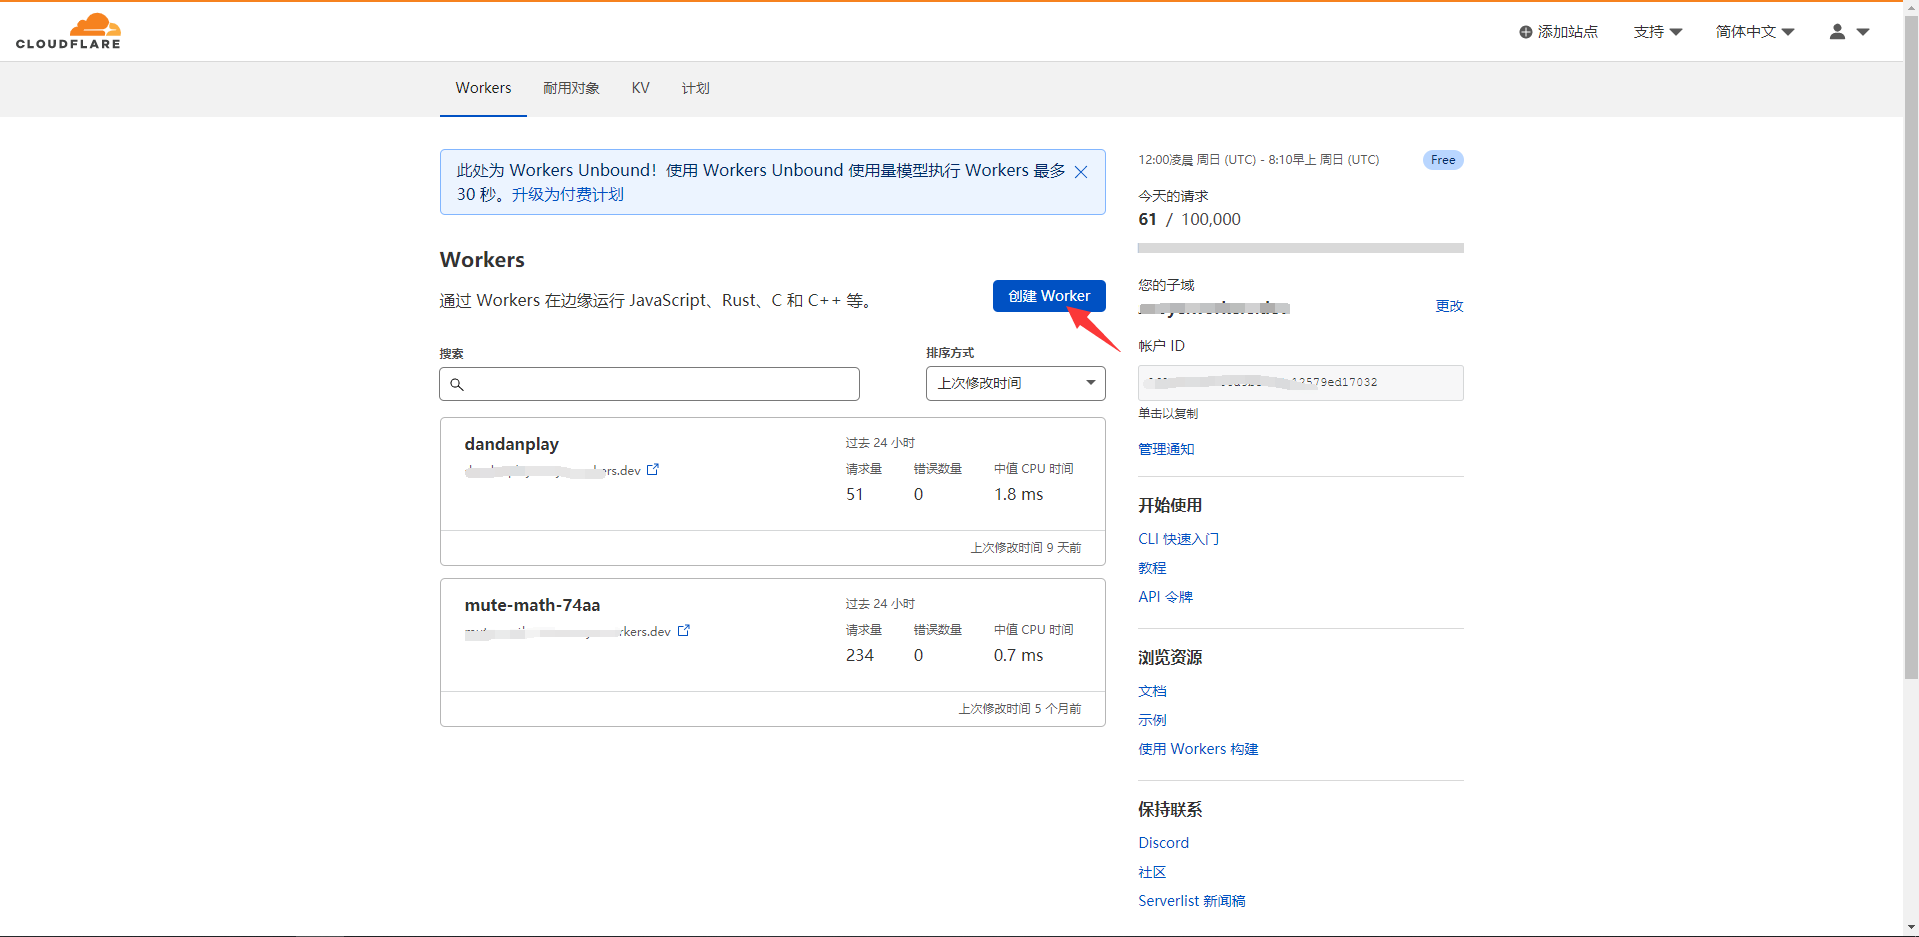 CLOUDFLARE
添加站点
支持
简体中文
Workers
耐用对象
KV
计划
此处为 Workers Unbound！使用 Workers Unbound 使用量模型执行 Workers 最多
30 秒。升级为付费计划
Workers
通过 Workers 在边缘运行 JavaScript、Rust、C 和 C++ 等。
创建 Worker
搜索
排序方式
上次修改时间
dandanplay
ers.dev
过去 24 小时
请求量
错误数量
中值 CPU 时间
51
0
1.8 ms
上次修改时间 9 天前
mute-math-74aa
kers.dev
过去 24 小时
请求量
错误数量
中值 CPU 时间
234
0
0.7 ms
上次修改时间 5 个月前
12:00凌晨 周日 (UTC) - 8:10早上 周日 (UTC)
Free
今天的请求
61 / 100,000
您的子域
更改
帐户 ID
579ed17032
单击以复制
管理通知
开始使用
CLI 快速入门
教程
API 令牌
浏览资源
文档
示例
使用 Workers 构建
保持联系
Discord
社区
Serverlist 新闻稿